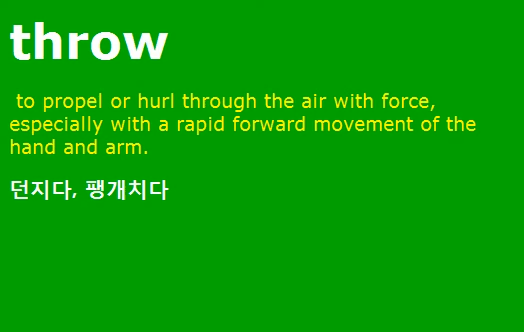 throw
to propel or hurl through the air with force,
especially with a rapid forward movement of the
hand and arm.
던지다, 팽개치다